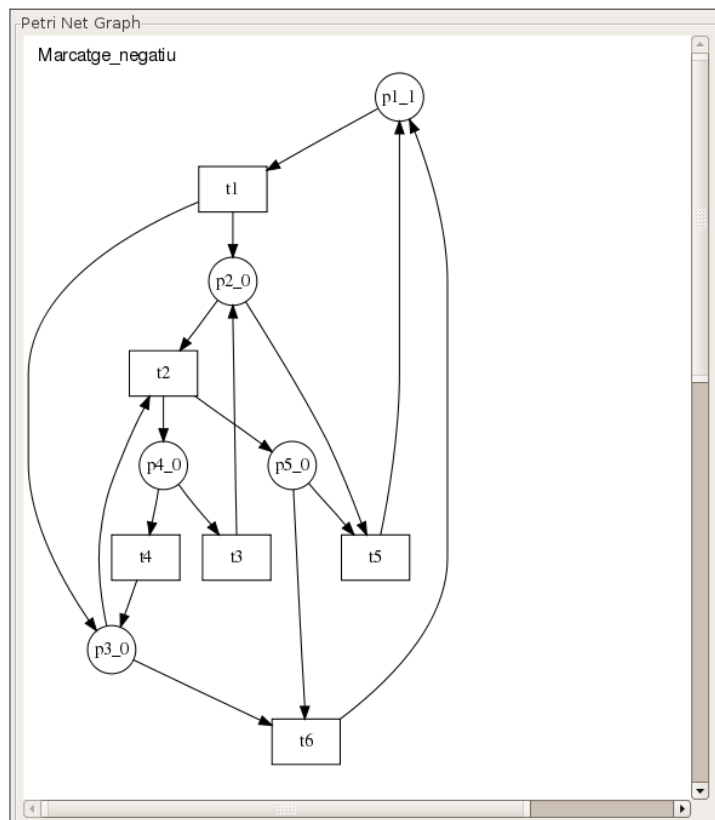 Petri Net Graph
Marcatge_negatiu
p1_1
t1
p2_0
t2
p4_0
p5_0
t4
t3
t5
p3_0
t6